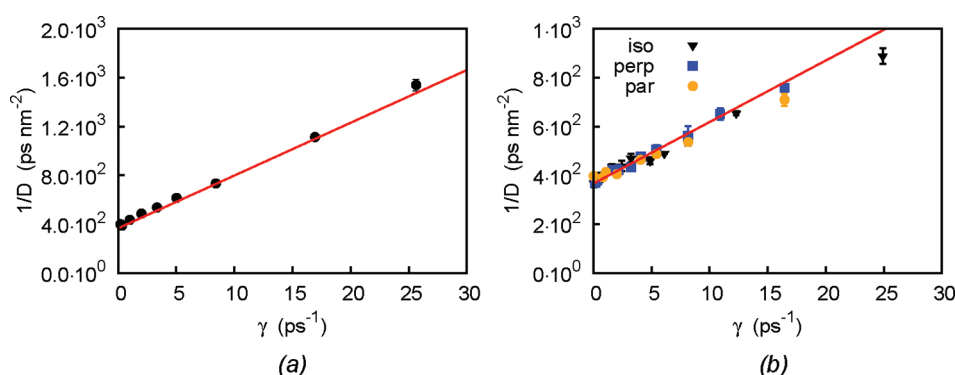 2.0·10³
1.6·10³
1.2·10³
8.0·10²
4.0·10²
0.0·10⁰
1/D (ps nm⁻²)
0 5 10 15 20 25 30
γ (ps⁻¹)
(a)
1·10³
8·10²
6·10²
4·10²
2·10²
0·10⁰
1/D (ps nm⁻²)
iso
perp
par
0 5 10 15 20 25 30
γ (ps⁻¹)
(b)